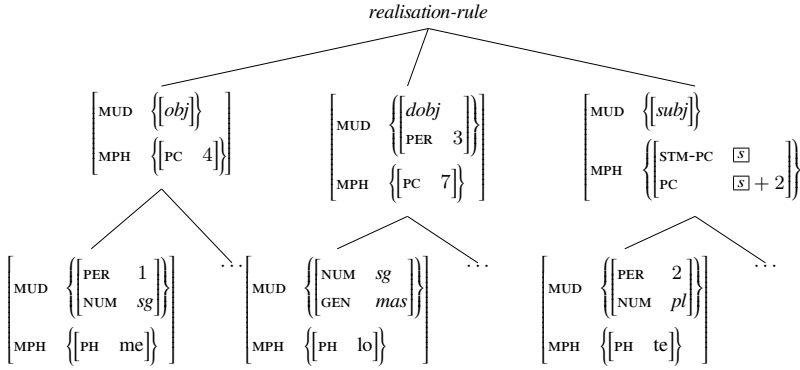 realisation-rule
MUD {[obj]} MPH {[PC 4]}
MUD {[dobj PER 3]} MPH {[PC 7]}
MUD {[subj]} MPH {[STM-PC s PC s + 2]}
MUD {[PER 1 NUM sg]} MPH {[PH me]}
...
MUD {[NUM sg GEN mas]} MPH {[PH lo]}
...
MUD {[PER 2 NUM pl]} MPH {[PH te]}
...